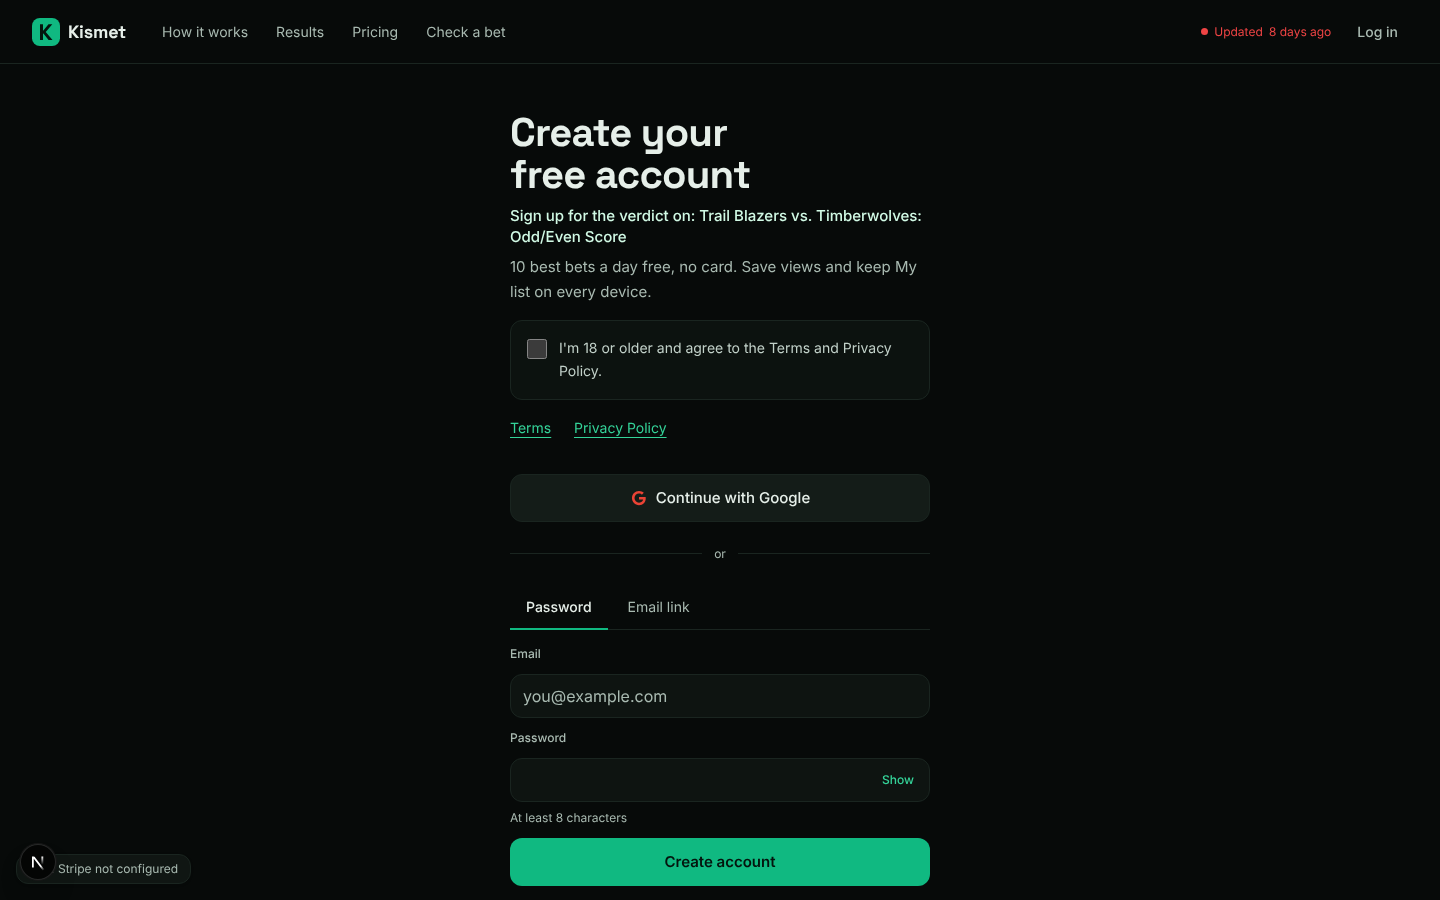 K Kismet How it works Results Pricing Check a bet Updated 8 days ago Log in
Create your
free account
Sign up for the verdict on: Trail Blazers vs. Timberwolves:
Odd/Even Score
10 best bets a day free, no card. Save views and keep My
list on every device.
I'm 18 or older and agree to the Terms and Privacy
Policy.
Terms Privacy Policy
G Continue with Google
or
Password Email link
Email
you@example.com
Password
Show
At least 8 characters
Create account
N Stripe not configured